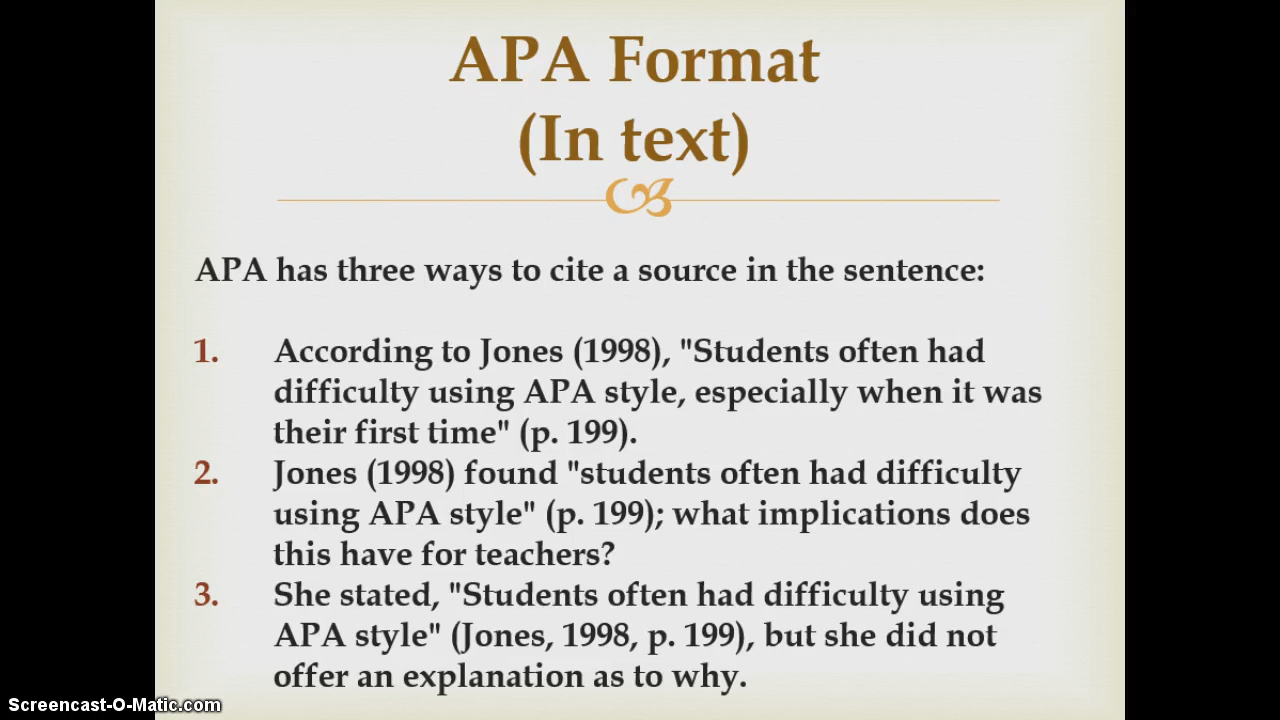 APA Format
(In text)
APA has three ways to cite a source in the sentence:
1. According to Jones (1998), "Students often had
difficulty using APA style, especially when it was
their first time" (p. 199).
2. Jones (1998) found "students often had difficulty
using APA style" (p. 199); what implications does
this have for teachers?
3. She stated, "Students often had difficulty using
APA style" (Jones, 1998, p. 199), but she did not
offer an explanation as to why.
Screencast-O-Matic.com